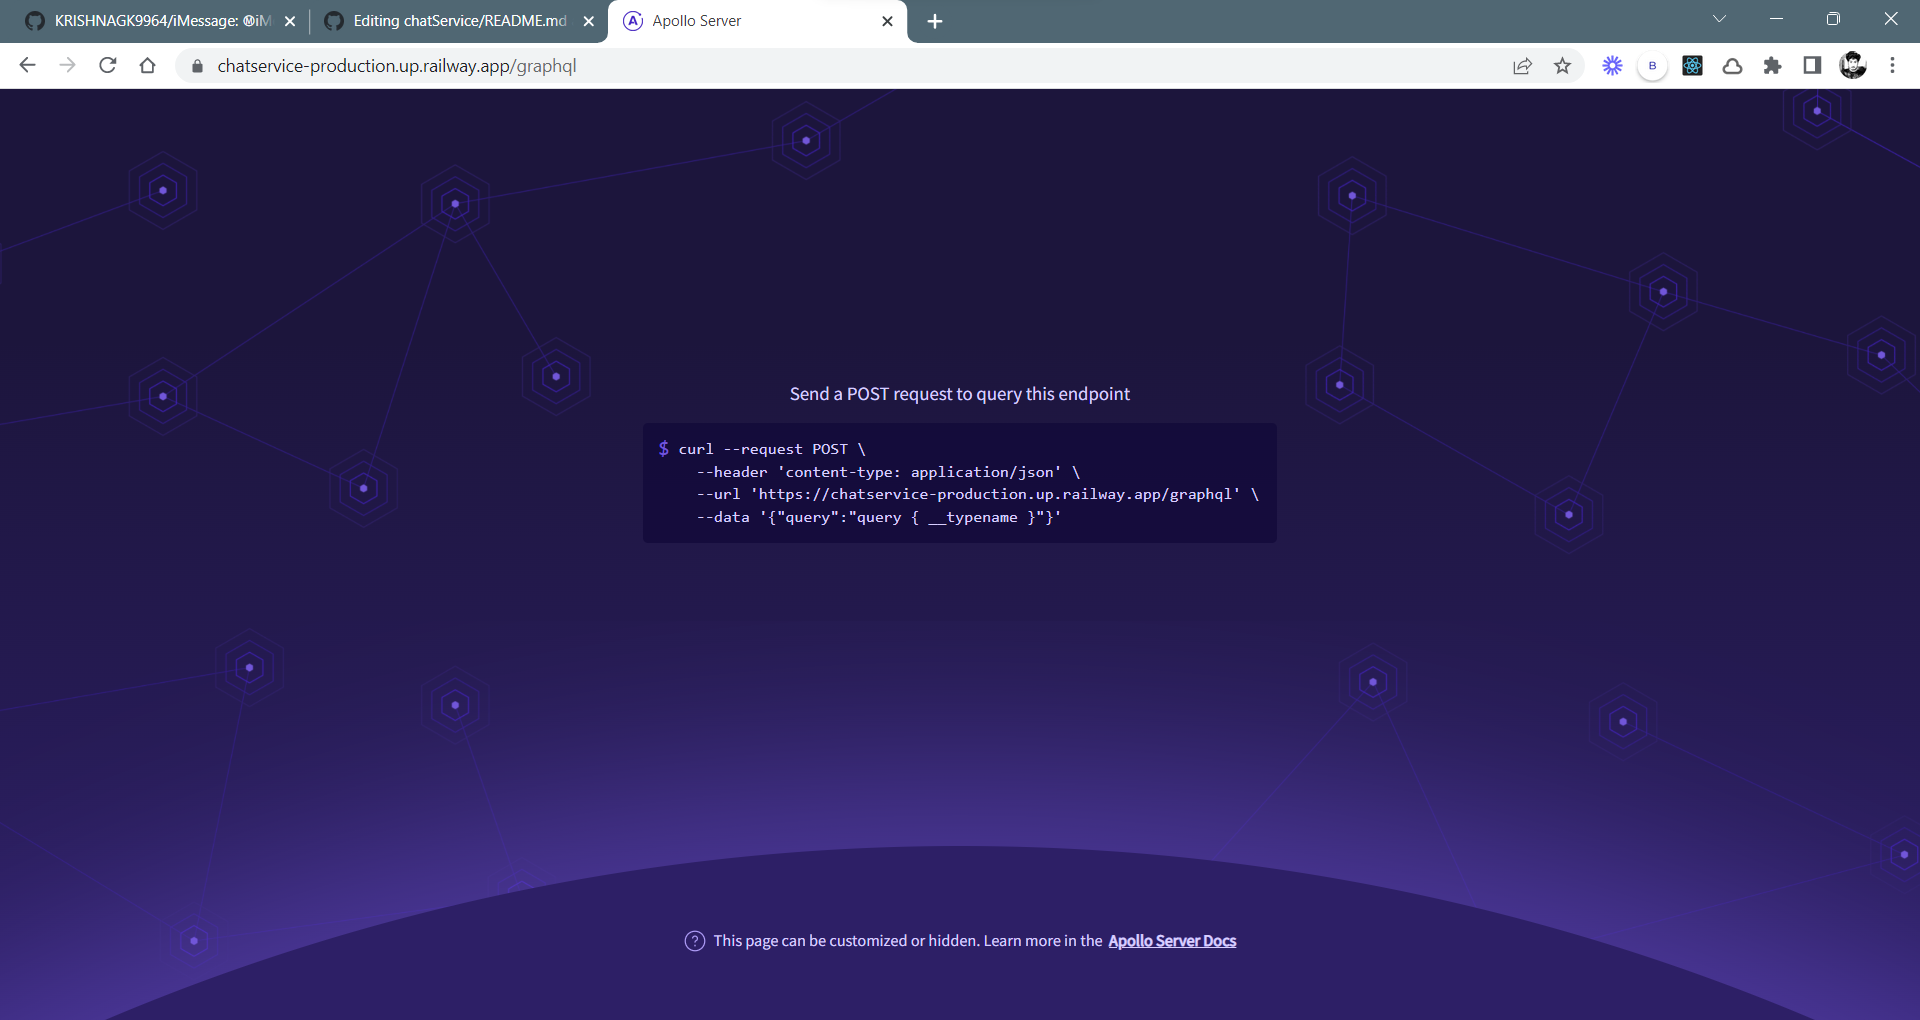 KRISHNAGK9964/iMessage:
Editing chatService/README.md
Apollo Server
chatservice-production.up.railway.app/graphql
B
Send a POST request to query this endpoint
$ curl --request POST \
--header 'content-type: application/json' \
--url 'https://chatservice-production.up.railway.app/graphql' \
--data '{"query":"query { __typename }"}'
? This page can be customized or hidden. Learn more in the Apollo Server Docs